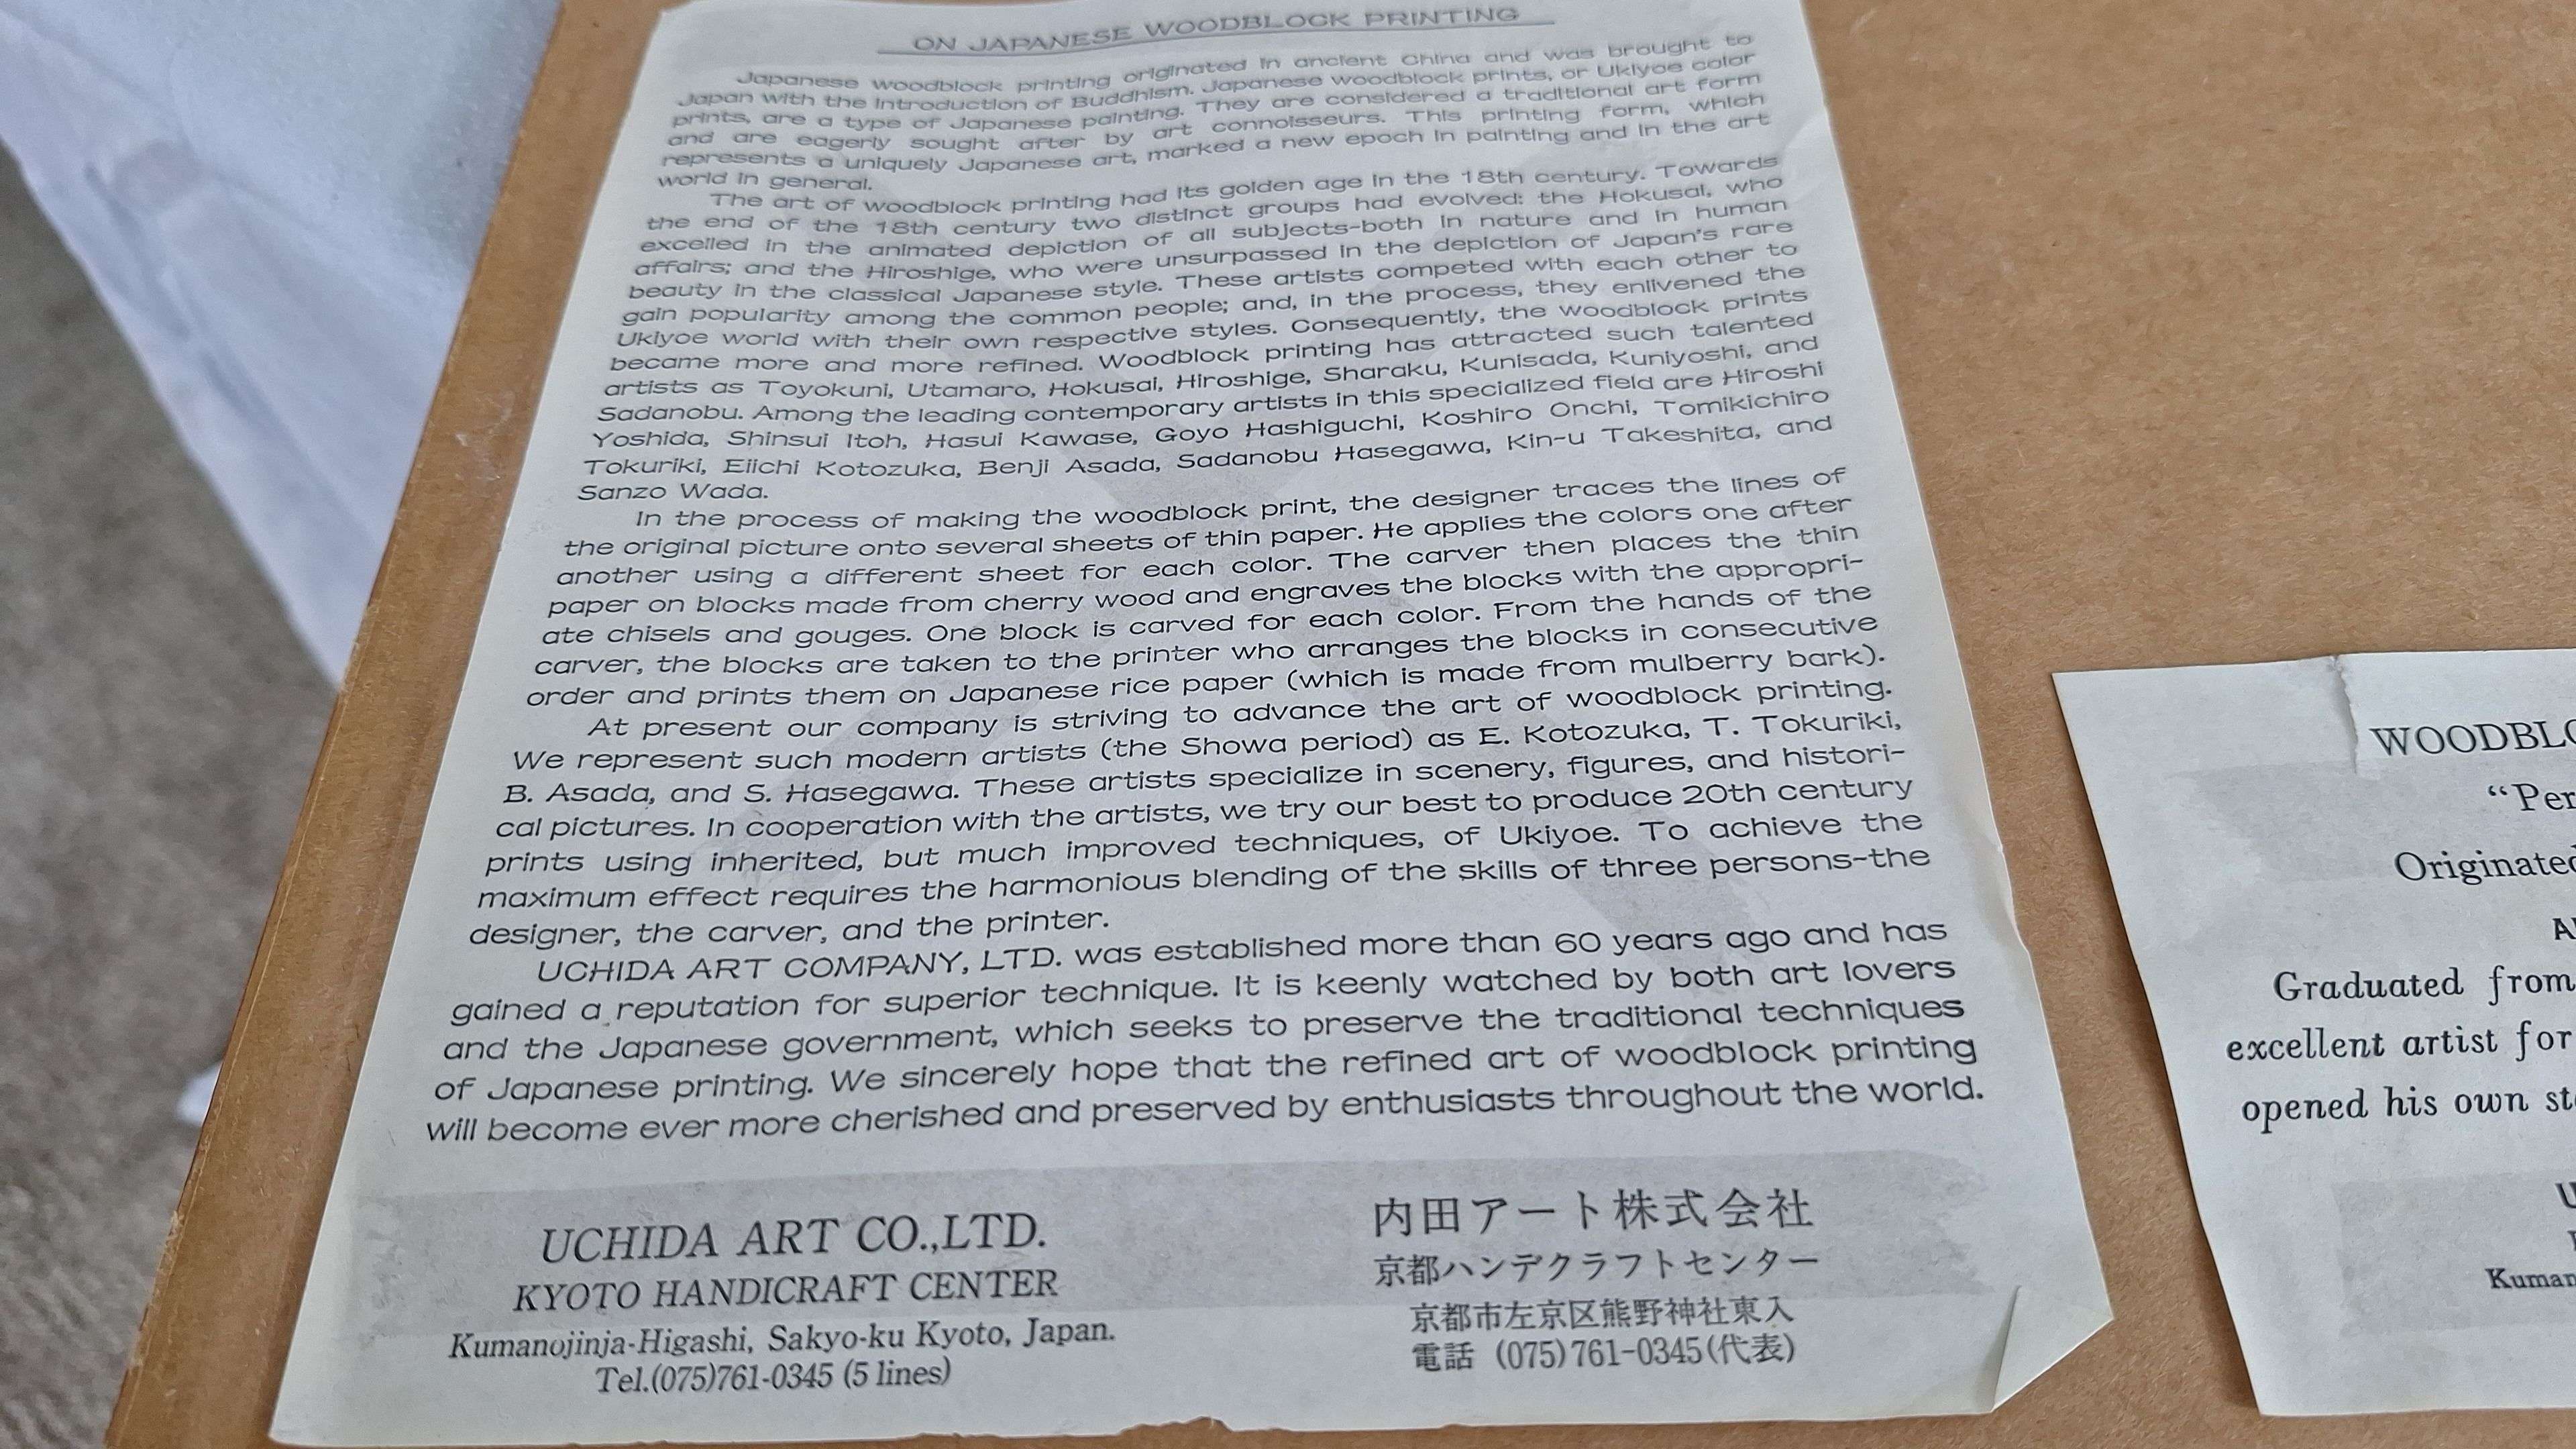 ON JAPANESE WOODBLOCK PRINTING
Japanese woodblock printing originated in ancient China and was brought to
Japan with the introduction of Buddhism. Japanese woodblock prints, or Ukiyoe color
prints, are a type of Japanese painting. They are considered a traditional art form
and are eagerly sought after by art connoisseurs. This printing form, which
represents a uniquely Japanese art, marked a new epoch in painting and in the art
world in general.
The art of woodblock printing had its golden age in the 18th century. Towards
the end of the 18th century two distinct groups had evolved: the Hokusai, who
excelled in the animated depiction of all subjects-both in nature and in human
affairs; and the Hiroshige, who were unsurpassed in the depiction of Japan's rare
beauty in the classical Japanese style. These artists competed with each other to
gain popularity among the common people; and, in the process, they enlivened the
Ukiyoe world with their own respective styles. Consequently, the woodblock prints
became more and more refined. Woodblock printing has attracted such talented
artists as Toyokuni, Utamaro, Hokusai, Hiroshige, Sharaku, Kunisada, Kuniyoshi, and
Sadanobu. Among the leading contemporary artists in this specialized field are Hiroshi
Yoshida, Shinsui Itoh, Hasui Kawase, Goyo Hashiguchi, Koshiro Onchi, Tomikichiro
Tokuriki, Eiichi Kotozuka, Benji Asada, Sadanobu Hasegawa, Kin-u Takeshita, and
Sanzo Wada.
In the process of making the woodblock print, the designer traces the lines of
the original picture onto several sheets of thin paper. He applies the colors one after
another using a different sheet for each color. The carver then places the thin
paper on blocks made from cherry wood and engraves the blocks with the appropri-
ate chisels and gouges. One block is carved for each color. From the hands of the
carver, the blocks are taken to the printer who arranges the blocks in consecutive
order and prints them on Japanese rice paper (which is made from mulberry bark).
At present our company is striving to advance the art of woodblock printing.
We represent such modern artists (the Showa period) as E. Kotozuka, T. Tokuriki,
B. Asada, and S. Hasegawa. These artists specialize in scenery, figures, and histori-
cal pictures. In cooperation with the artists, we try our best to produce 20th century
prints using inherited, but much improved techniques, of Ukiyoe. To achieve the
maximum effect requires the harmonious blending of the skills of three persons-the
designer, the carver, and the printer.
UCHIDA ART COMPANY, LTD. was established more than 60 years ago and has
gained a reputation for superior technique. It is keenly watched by both art lovers
and the Japanese government, which seeks to preserve the traditional techniques
of Japanese printing. We sincerely hope that the refined art of woodblock printing
will become ever more cherished and preserved by enthusiasts throughout the world.
UCHIDA ART CO.,LTD.
KYOTO HANDICRAFT CENTER
Kumanojinja-Higashi, Sakyo-ku Kyoto, Japan.
Tel.(075)761-0345 (5 lines)
内田アート株式会社
京都ハンデクラフトセンター
京都市左京区熊野神社東入
電話 (075)761-0345(代表)
WOODBLO
“Per
Originated
Graduated from
excellent artist for
opened his own
Kuman